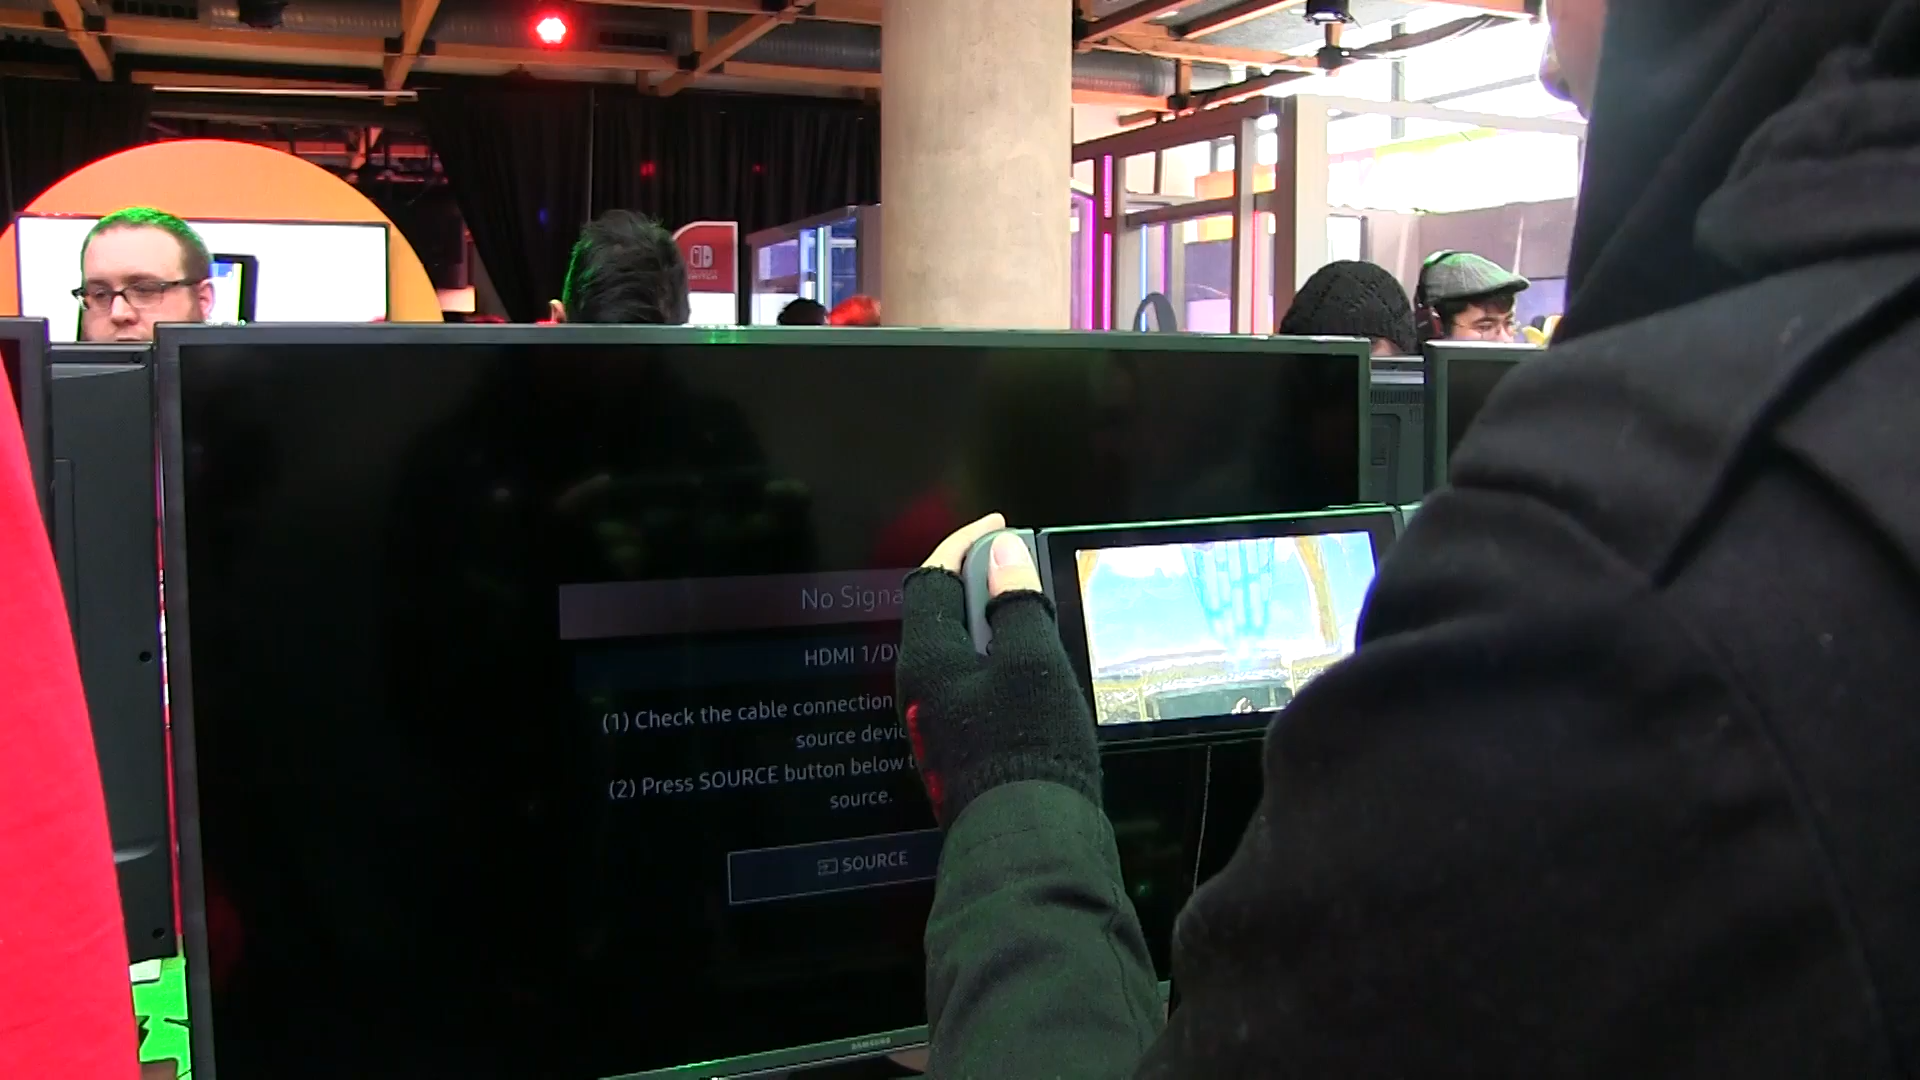 No Signa
HDMI 1/DV
(1) Check the cable connection
source devic
(2) Press SOURCE button below t
source.
SOURCE
SAMSUNG